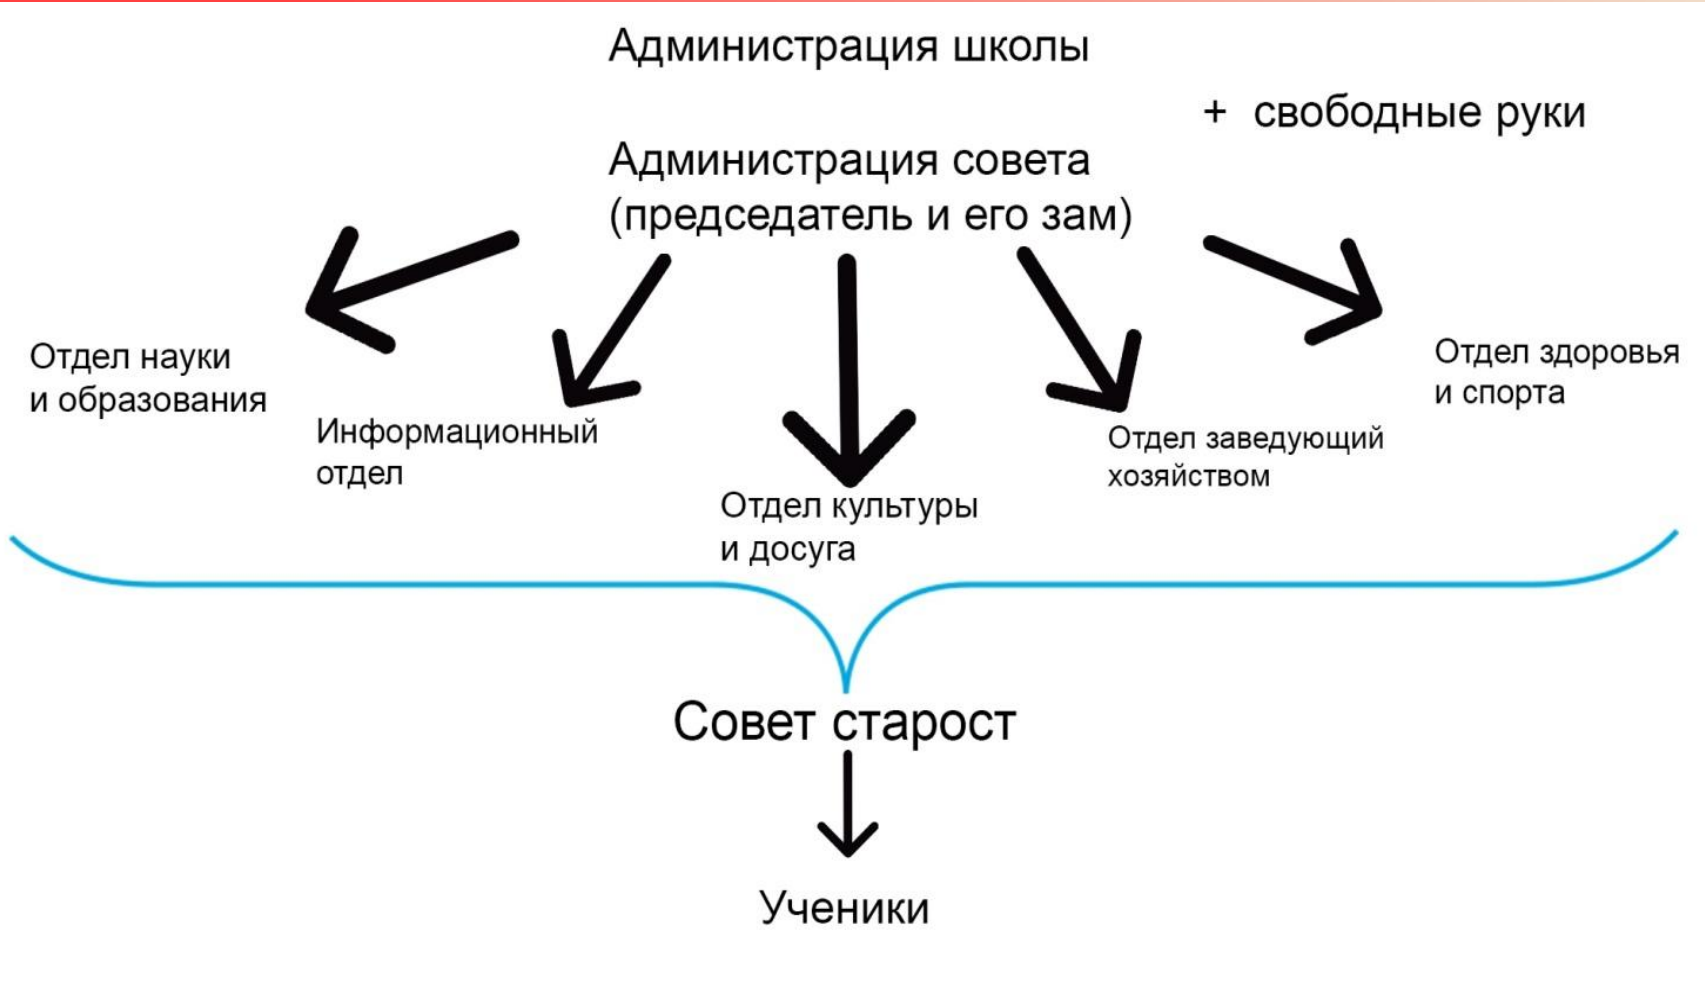 Администрация школы
+ свободные руки
Администрация совета
(председатель и его зам)
Отдел науки
и образования
Информационный
отдел
Отдел культуры
и досуга
Отдел заведующий
хозяйством
Отдел здоровья
и спорта
Совет старост
Ученики